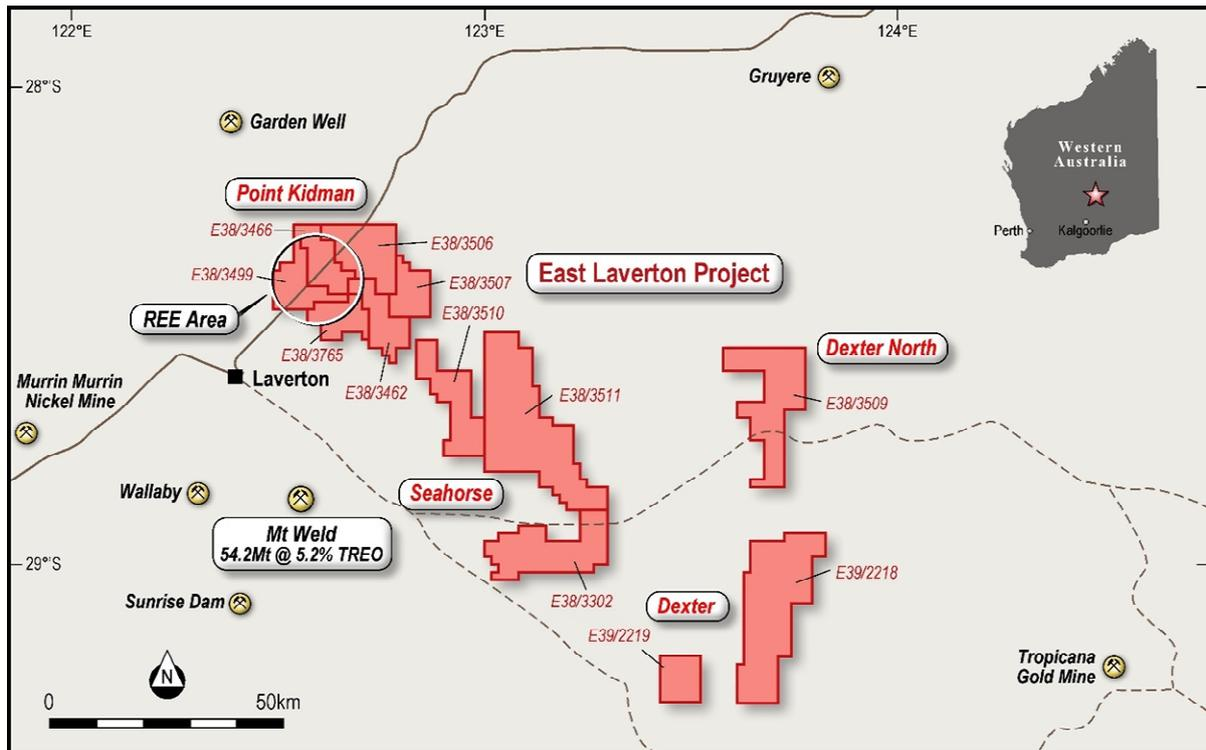 122°E
123°E
124°E
28°S
Gruyere
Garden Well
Western
Australia
Perth
Kalgoorlie
Point Kidman
E38/3466
E38/3506
E38/3499
E38/3507
East Laverton Project
REE Area
E38/3510
E38/3765
Dexter North
Laverton
E38/3462
E38/3511
E38/3509
Murrin Murrin
Nickel Mine
Wallaby
Seahorse
Mt Weld
54.2Mt @ 5.2% TREO
29°S
E39/2218
Sunrise Dam
E38/3302
Dexter
E39/2219
Tropicana
Gold Mine
N
0 50km